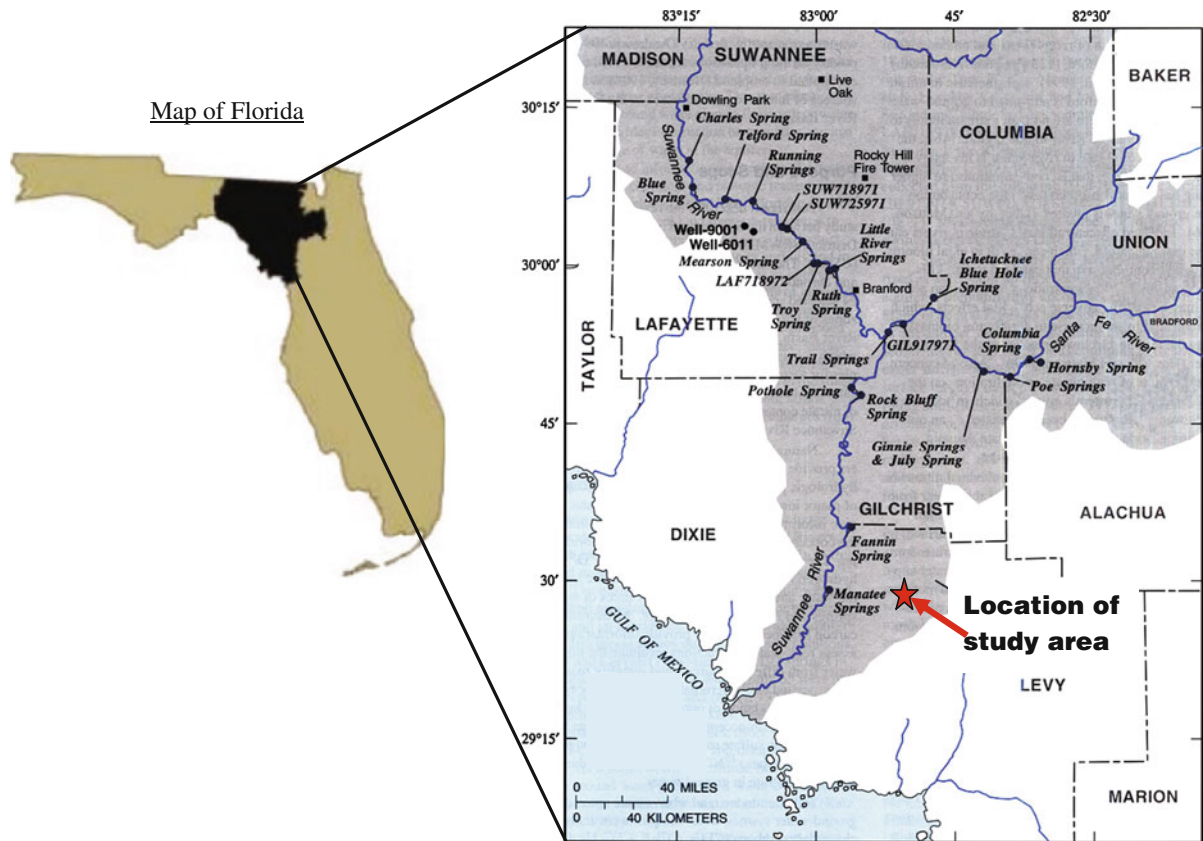 Map of Florida
83°15′
83°00′
45′
82°30′
MADISON
SUWANNEE
BAKER
Live
Oak
30°15′
Dowling Park
Charles Spring
Telford Spring
COLUMBIA
Suwannee
River
Running
Springs
Rocky Hill
Fire Tower
Blue
Spring
SUW718971
SUW725971
Well-9001
Well-6011
Little
River
Springs
UNION
Mearson Spring
30°00′
LAF718972
Ichetucknee
Blue Hole
Spring
Ruth
Spring
Branford
Troy
Spring
TAYLOR
LAFAYETTE
Columbia
Spring
Santa Fe River
BRADFORD
GIL917971
Trail Springs
Hornsby Spring
Poe Springs
Pothole Spring
Rock Bluff
Spring
45′
Ginnie Springs
& July Spring
GILCHRIST
ALACHUA
DIXIE
Fannin
Spring
30′
Manatee
Springs
Suwannee River
Location of
study area
GULF OF MEXICO
LEVY
29°15′
0 40 MILES
0 40 KILOMETERS
MARION